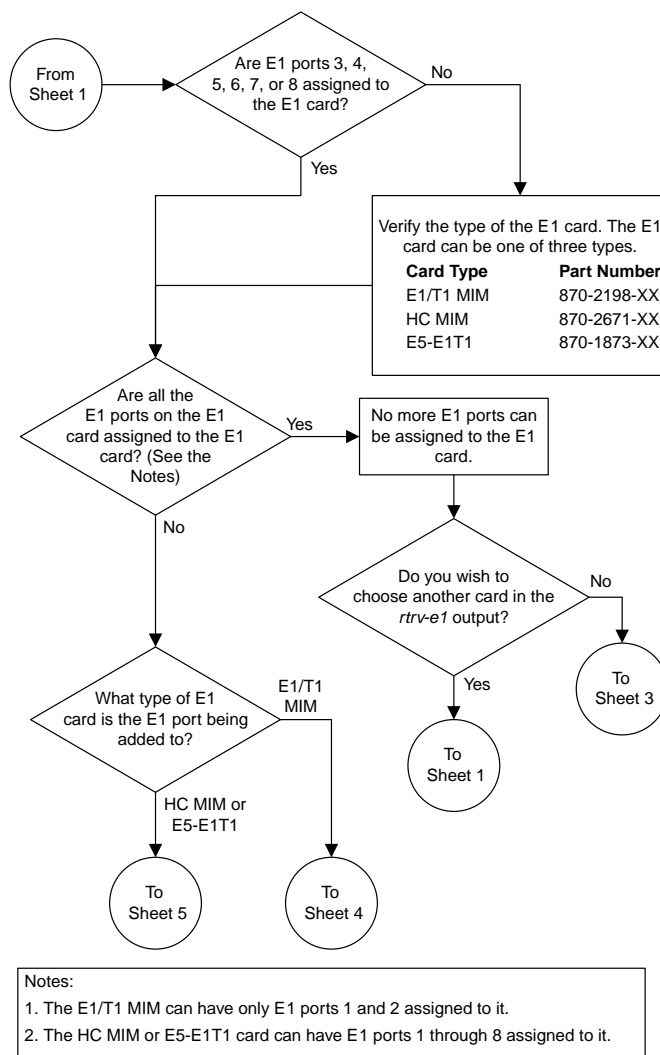 From
Sheet 1
Are E1 ports 3, 4,
5, 6, 7, or 8 assigned to
the E1 card?
No
Yes
Verify the type of the E1 card. The E1
card can be one of three types.
Card Type Part Number
E1/T1 MIM 870-2198-XX
HC MIM 870-2671-XX
E5-E1T1 870-1873-XX
Are all the
E1 ports on the E1
card assigned to the E1
card? (See the
Notes)
Yes
No more E1 ports can
be assigned to the E1
card.
No
Do you wish to
choose another card in the
rtrv-e1 output?
No
Yes
To
Sheet 3
To
Sheet 1
What type of E1
card is the E1 port being
added to?
E1/T1
MIM
HC MIM or
E5-E1T1
To
Sheet 5
To
Sheet 4
Notes:
1. The E1/T1 MIM can have only E1 ports 1 and 2 assigned to it.
2. The HC MIM or E5-E1T1 card can have E1 ports 1 through 8 assigned to it.